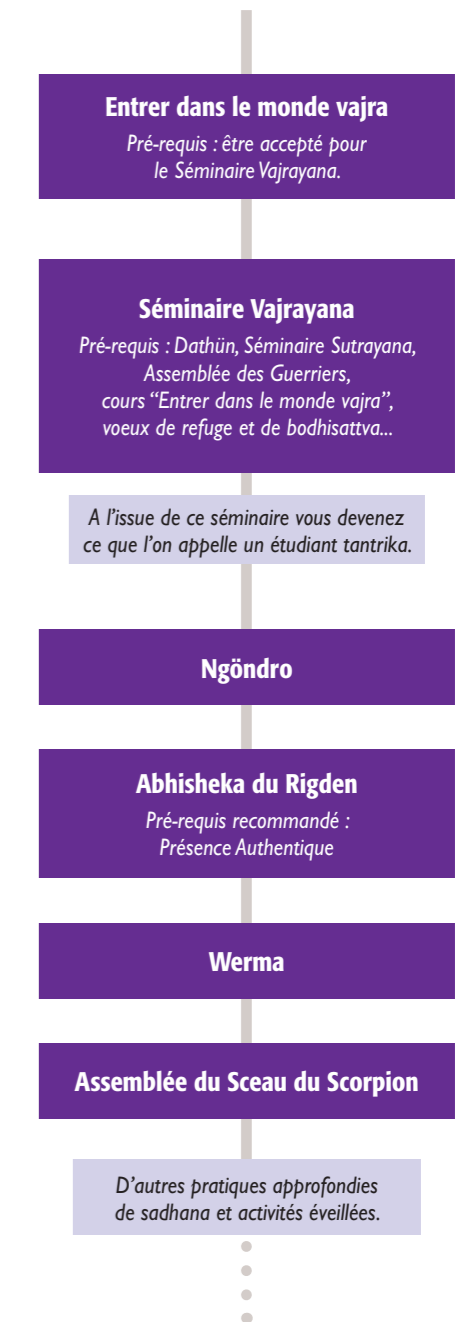 Entrer dans le monde vajra
Pré-requis : être accepté pour
le Séminaire Vajrayana.
Séminaire Vajrayana
Pré-requis : Dathün, Séminaire Sutrayana,
Assemblée des Guerriers,
cours “Entrer dans le monde vajra”,
voeux de refuge et de bodhisattva...
A l’issue de ce séminaire vous devenez
ce que l’on appelle un étudiant tantrika.
Ngöndro
Abhisheka du Rigden
Pré-requis recommandé :
Présence Authentique
Werma
Assemblée du Sceau du Scorpion
D’autres pratiques approfondies
de sadhana et activités éveillées.